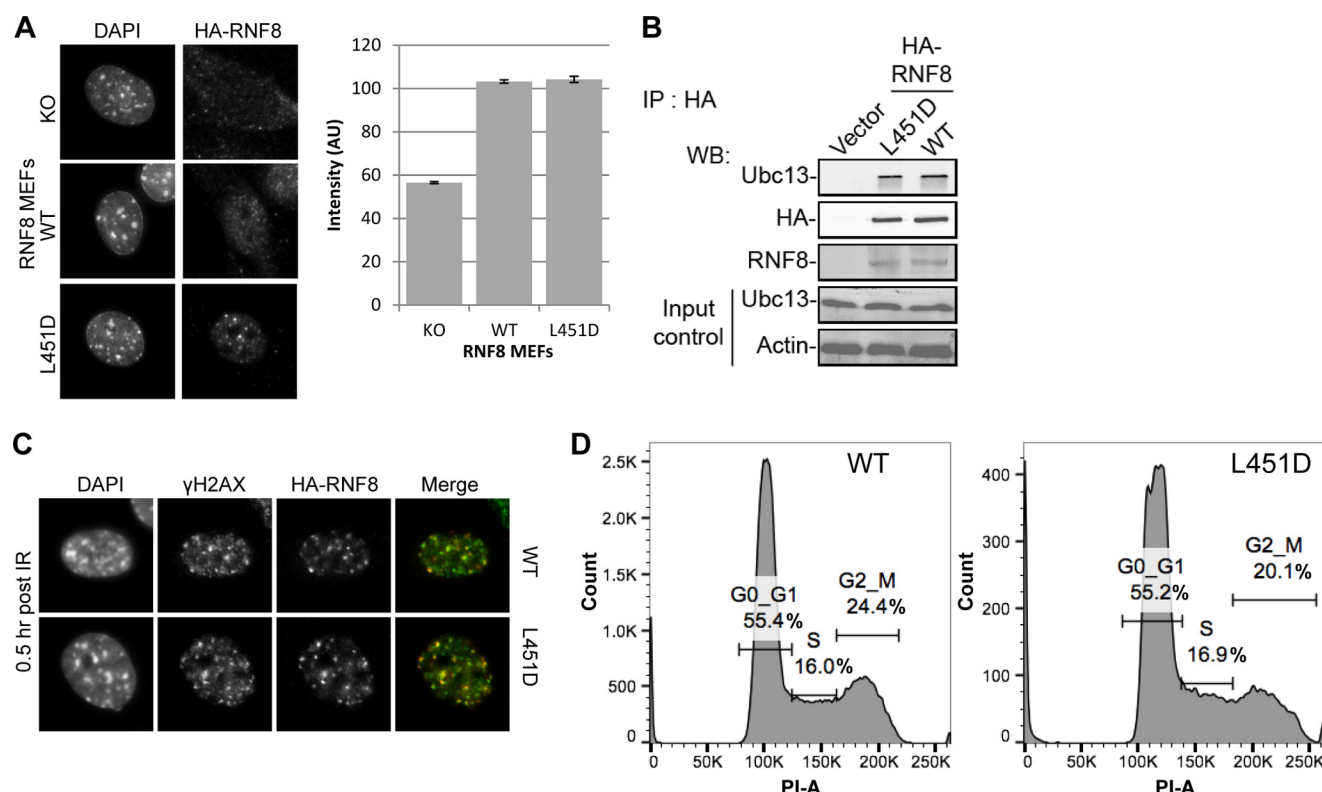 A
DAPI
HA-RNF8
RNF8 MEFs
KO
WT
L451D
Intensity (AU)
120
100
80
60
40
20
0
KO
WT
L451D
RNF8 MEFs
B
HA-
RNF8
IP : HA
WB:
Vector
L451D
WT
Ubc13-
HA-
RNF8-
Input
control
Ubc13-
Actin-
C
DAPI
γH2AX
HA-RNF8
Merge
0.5 hr post IR
WT
L451D
D
WT
Count
2.5K
2.0K
1.5K
1.0K
500
0
G0_G1
55.4%
S
16.0%
G2_M
24.4%
0
50K
100K
150K
200K
250K
PI-A
L451D
Count
400
300
200
100
0
G0_G1
55.2%
S
16.9%
G2_M
20.1%
0
50K
100K
150K
200K
250K
PI-A